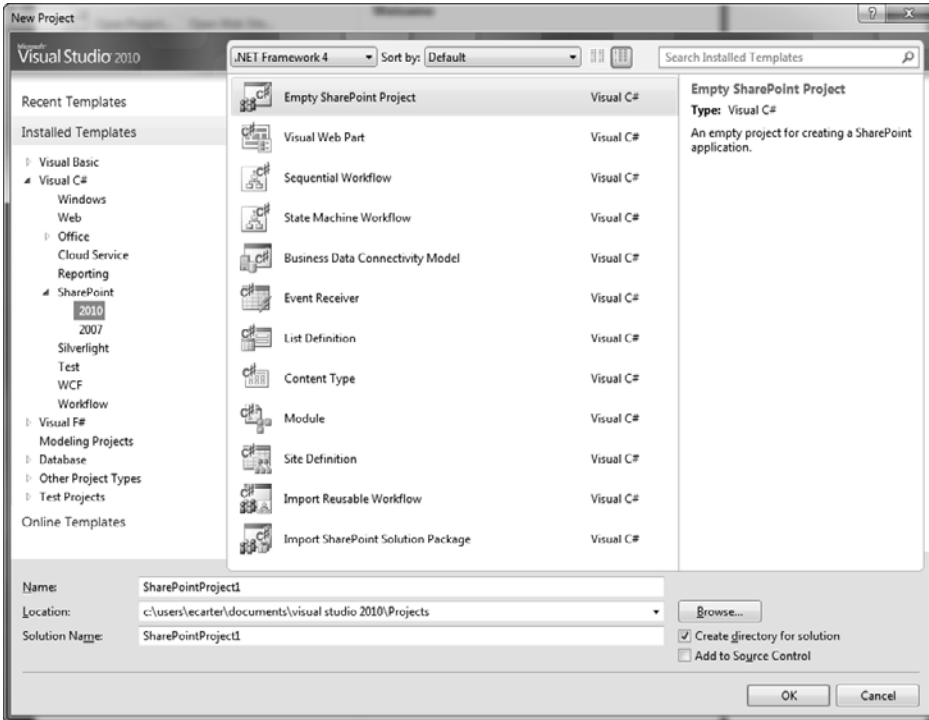 New Project
Microsoft
Visual Studio 2010
.NET Framework 4
Sort by: Default
Search Installed Templates
Recent Templates
Installed Templates
Visual Basic
Visual C#
Windows
Web
Office
Cloud Service
Reporting
SharePoint
2010
2007
Silverlight
Test
WCF
Workflow
Visual F#
Modeling Projects
Database
Other Project Types
Test Projects
Online Templates
Empty SharePoint Project Visual C#
Visual Web Part Visual C#
Sequential Workflow Visual C#
State Machine Workflow Visual C#
Business Data Connectivity Model Visual C#
Event Receiver Visual C#
List Definition Visual C#
Content Type Visual C#
Module Visual C#
Site Definition Visual C#
Import Reusable Workflow Visual C#
Import SharePoint Solution Package Visual C#
Empty SharePoint Project
Type: Visual C#
An empty project for creating a SharePoint
application.
Name: SharePointProject1
Location: c:\users\ecarter\documents\visual studio 2010\Projects
Browse...
Solution Name: SharePointProject1
Create directory for solution
Add to Source Control
OK
Cancel